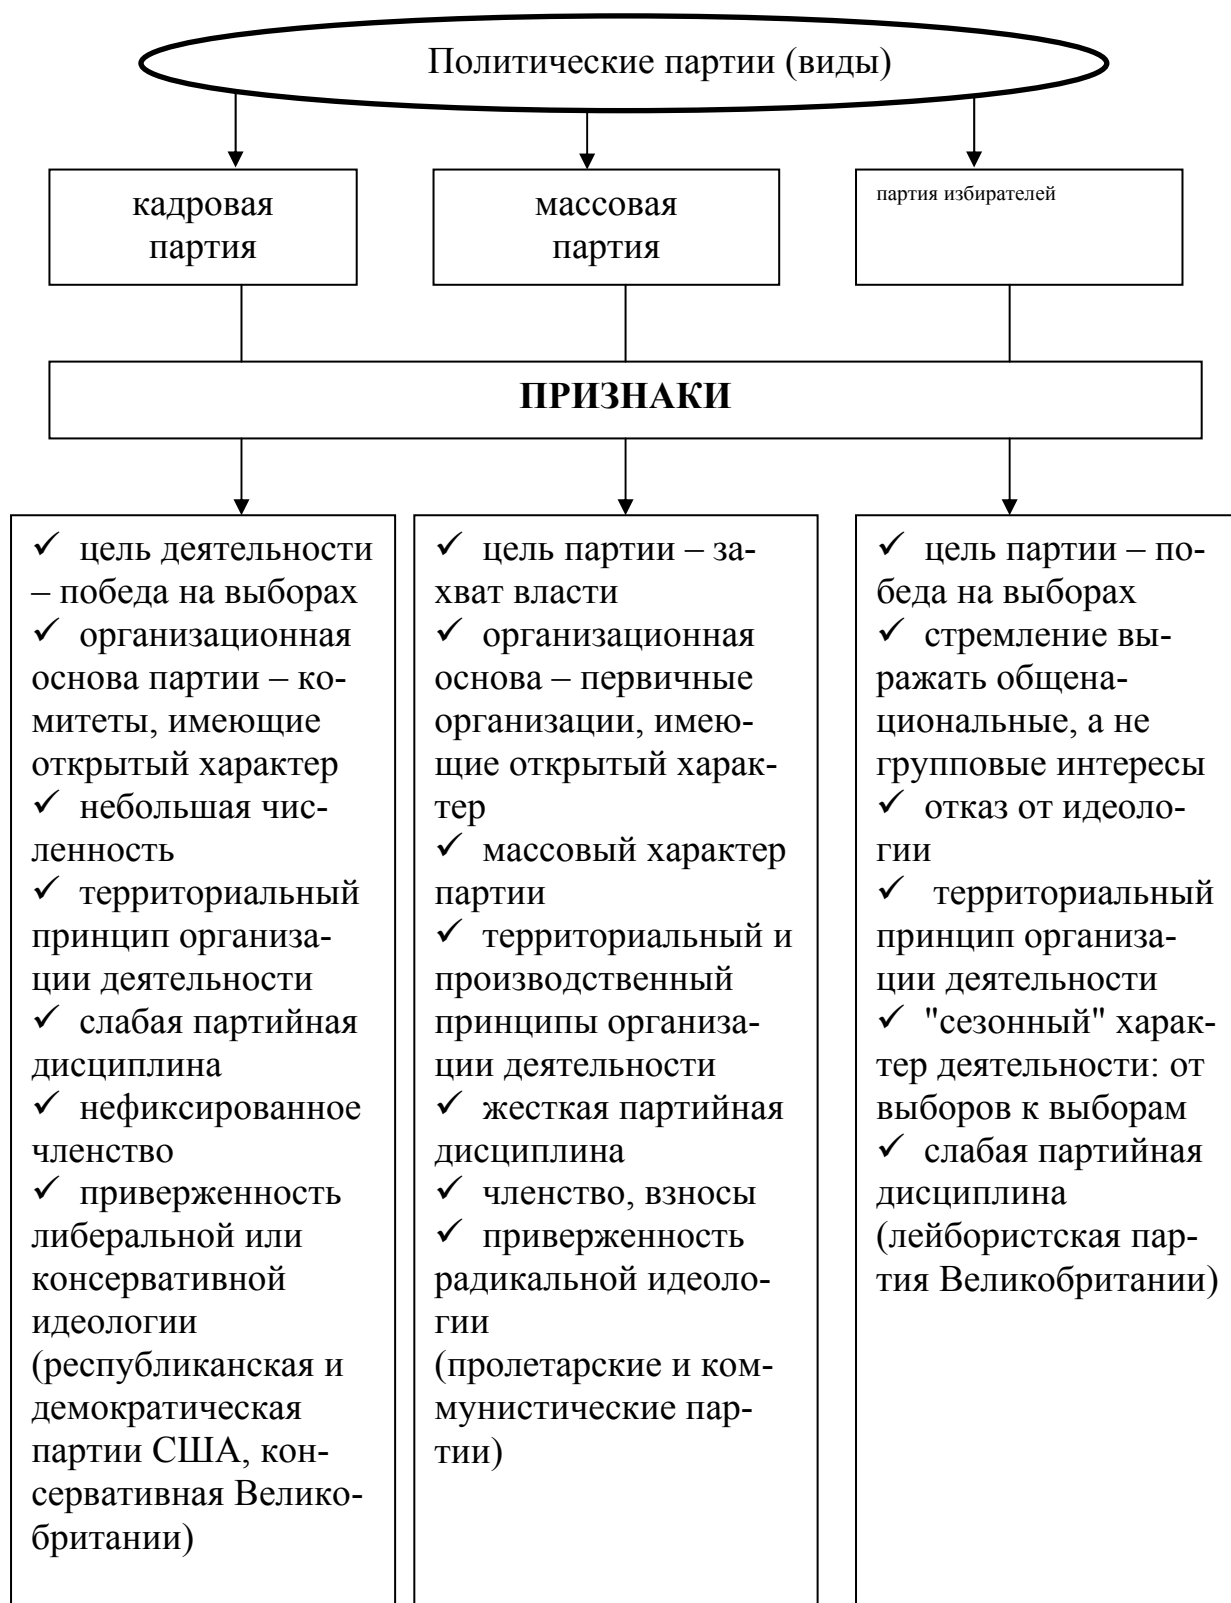 Политические партии (виды)
кадровая
партия
массовая
партия
партия избирателей
ПРИЗНАКИ
✓ цель деятельности
– победа на выборах
✓ организационная
основа партии – ко-
митеты, имеющие
открытый характер
✓ небольшая чис-
ленность
✓ территориальный
принцип организа-
ции деятельности
✓ слабая партийная
дисциплина
✓ нефиксированное
членство
✓ приверженность
либеральной или
консервативной
идеологии
(республиканская и
демократическая
партии США, кон-
сервативная Велико-
британии)
✓ цель партии – за-
хват власти
✓ организационная
основа – первичные
организации, имею-
щие открытый харак-
тер
✓ массовый характер
партии
✓ территориальный и
производственный
принципы организа-
ции деятельности
✓ жесткая партийная
дисциплина
✓ членство, взносы
✓ приверженность
радикальной идеоло-
гии
(пролетарские и ком-
мунистические пар-
тии)
✓ цель партии – по-
беда на выборах
✓ стремление вы-
ражать общена-
циональные, а не
групповые интересы
✓ отказ от идеоло-
гии
✓ территориальный
принцип организа-
ции деятельности
✓ "сезонный" харак-
тер деятельности: от
выборов к выборам
✓ слабая партийная
дисциплина
(лейбористская пар-
тия Великобритании)